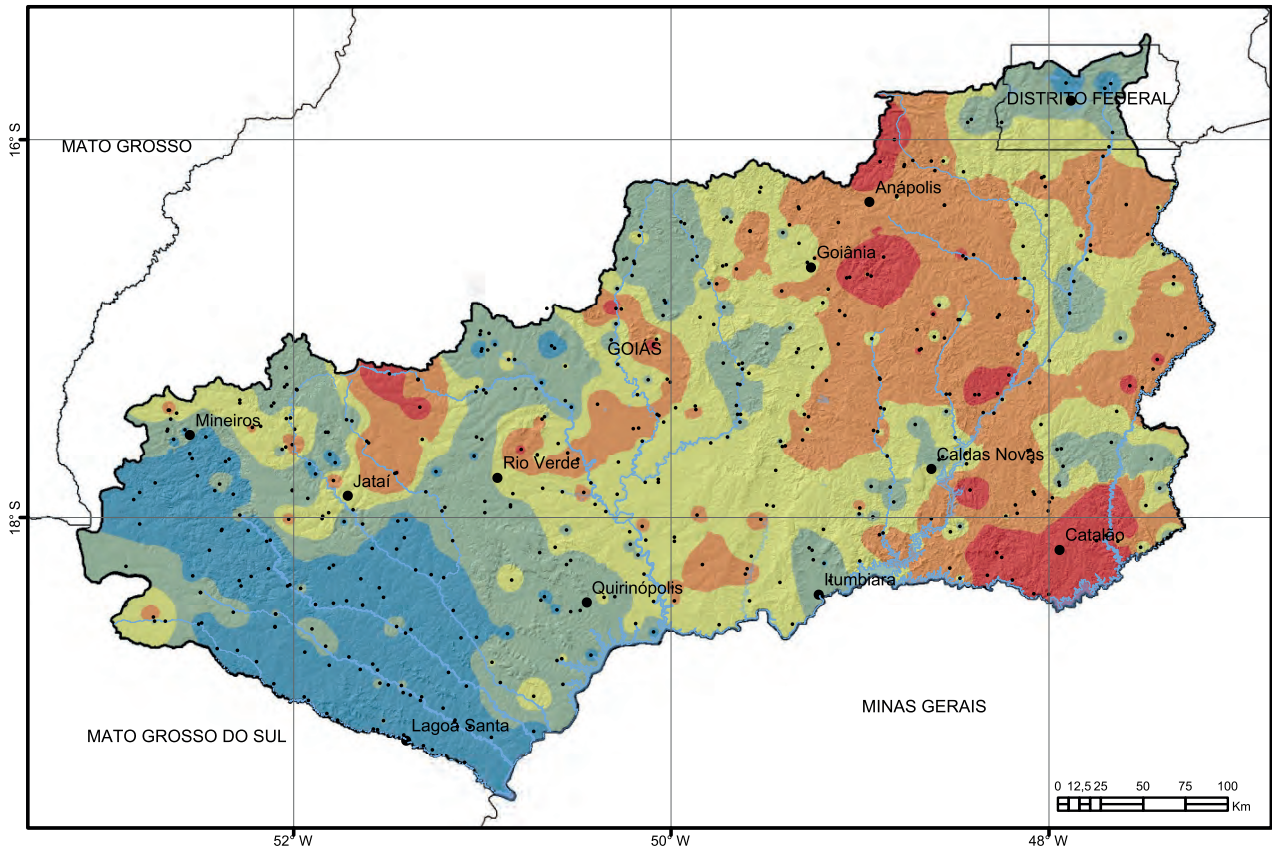 DISTRITO FEDERAL
16° S
MATO GROSSO
Anápolis
Goiânia
GOIÁS
Mineiros
Rio Verde
Caldas Novas
Jataí
18° S
Catalão
Quirinópolis
Itumbiara
MINAS GERAIS
Lagoa Santa
MATO GROSSO DO SUL
0 12,5 25 50 75 100
Km
52° W 50° W 48° W